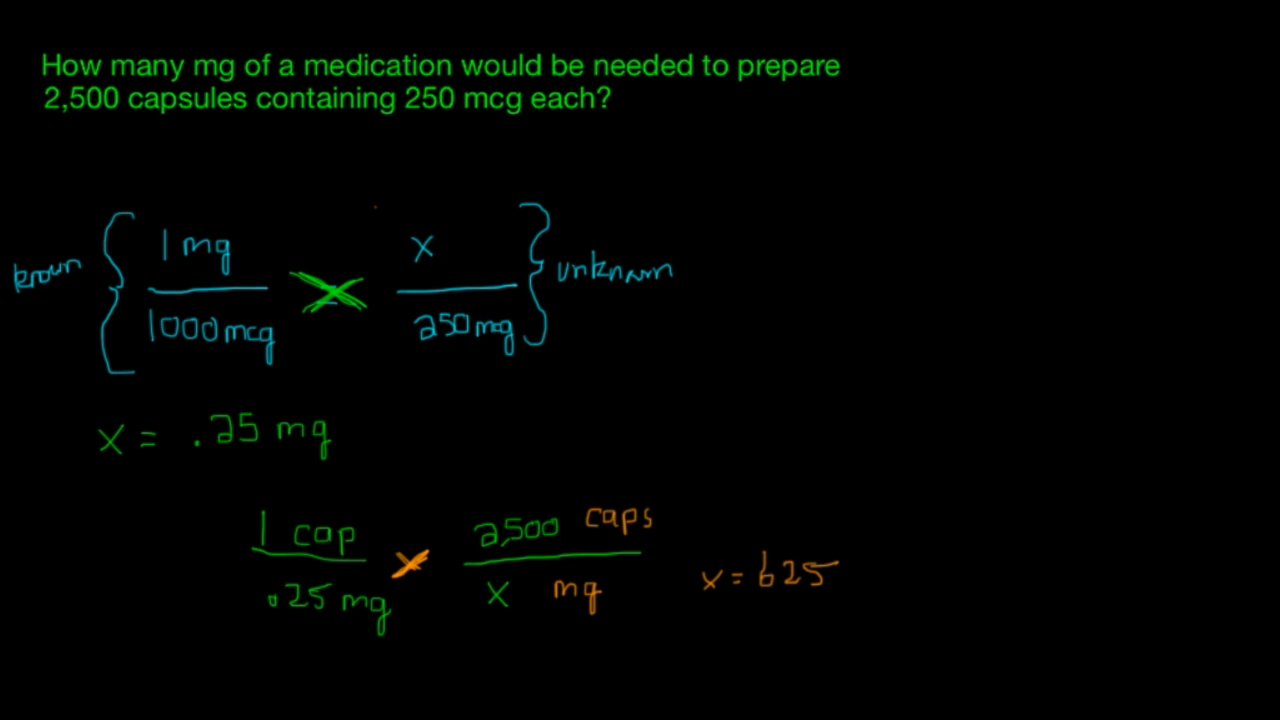 How many mg of a medication would be needed to prepare
2,500 capsules containing 250 mcg each?
known { 1 mg / 1000 mcg = x / 250 mcg } unknown
x = .25 mg
1 cap / .25 mg 2,500 caps / x mg x = 625